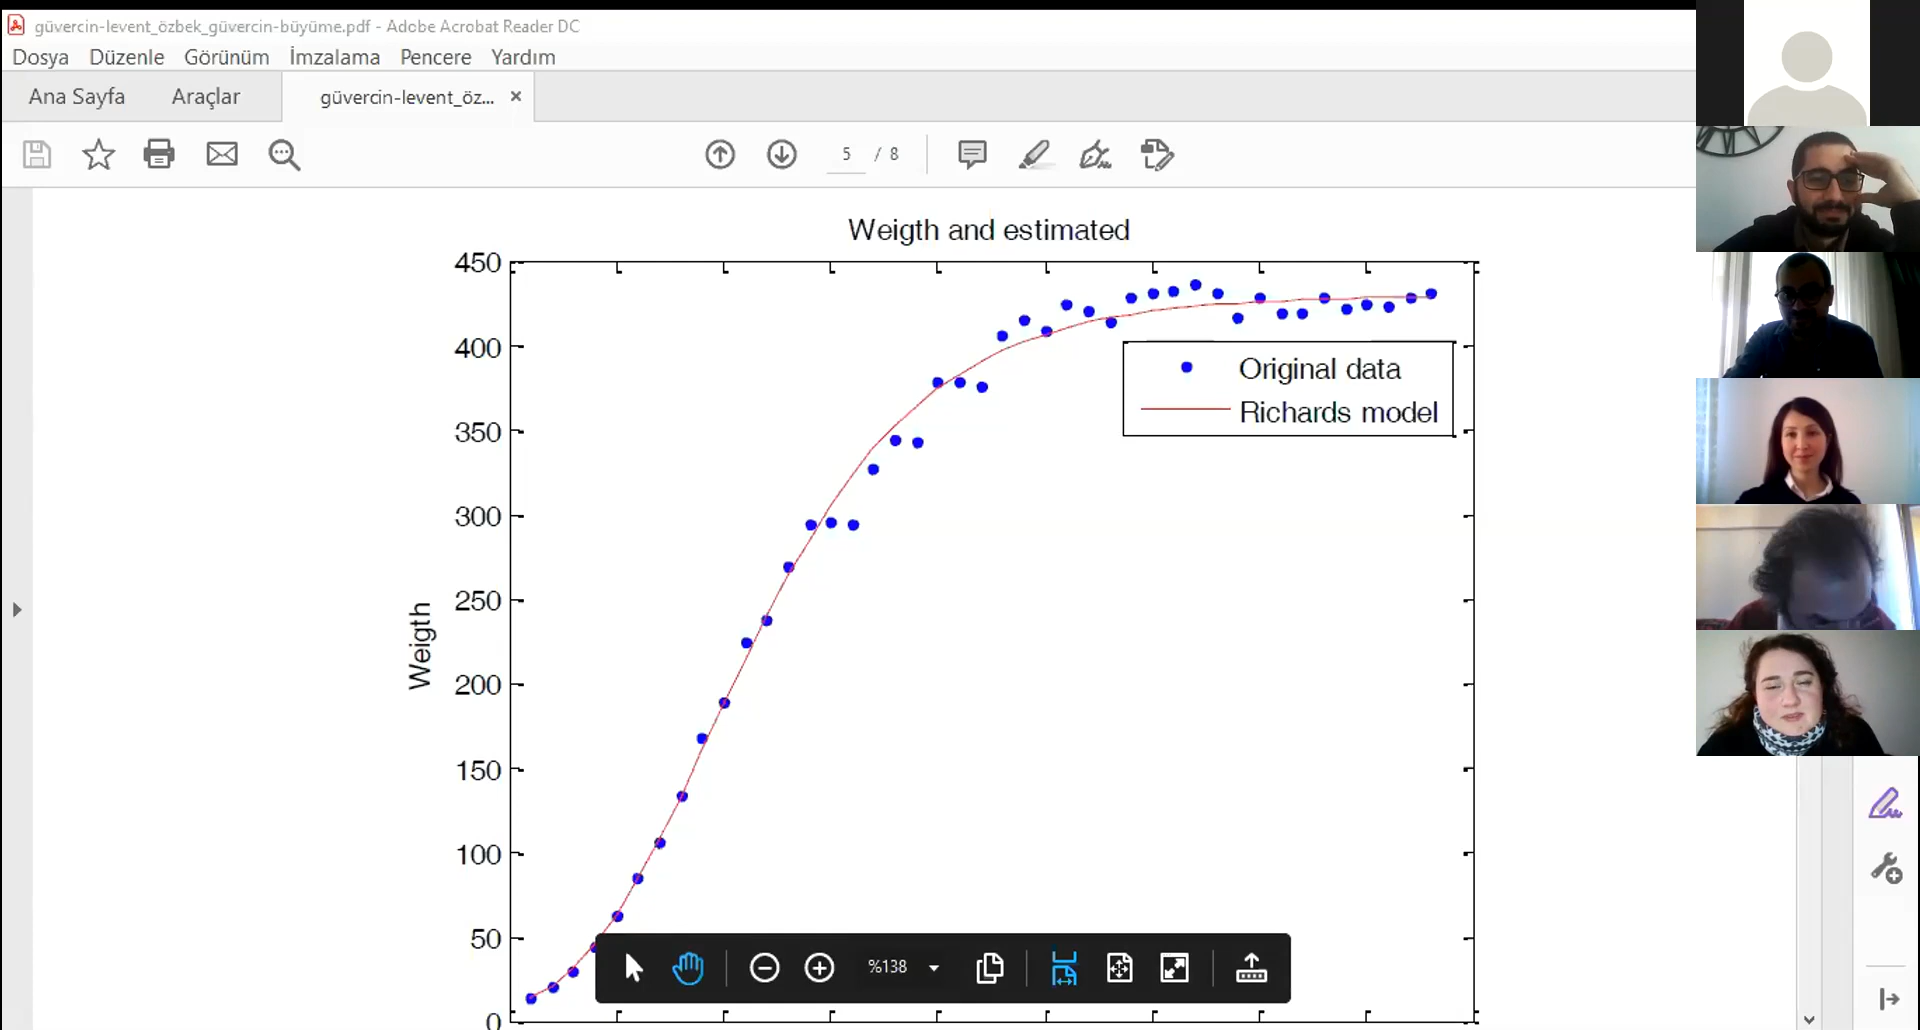 güvercin-levent_özbek_güvercin-büyüme.pdf - Adobe Acrobat Reader DC
Dosya Düzenle Görünüm İmzalama Pencere Yardım
Ana Sayfa Araçlar güvercin-levent_öz... ×
5 / 8
Weigth and estimated
450
400
350
300
250
200
150
100
50
0
Weigth
Original data
Richards model
%138